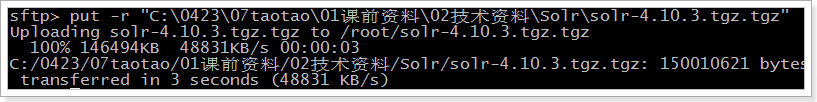 sftp> put -r "C:\0423\07taotao\01课前资料\02技术资料\Solr\solr-4.10.3.tgz.tgz"
Uploading solr-4.10.3.tgz.tgz to /root/solr-4.10.3.tgz.tgz
100% 146494KB 48831KB/s 00:00:03
C:/0423/07taotao/01课前资料/02技术资料/Solr/solr-4.10.3.tgz.tgz: 150010621 bytes
transferred in 3 seconds (48831 KB/s)